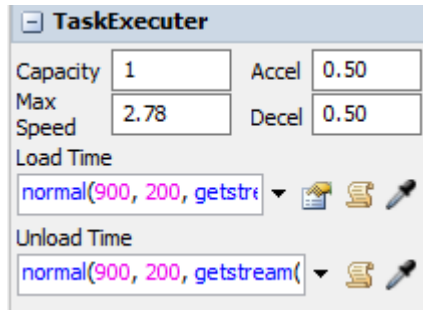 TaskExecuter
Capacity 1 Accel 0.50
Max Speed 2.78 Decel 0.50
Load Time
normal(900, 200, getstre
Unload Time
normal(900, 200, getstream(